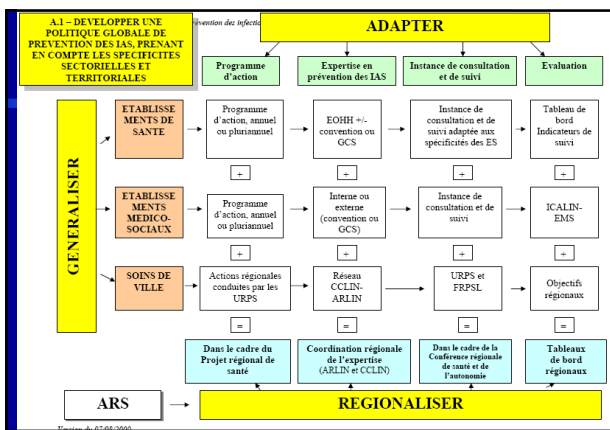 A.1 – DEVELOPPER UNE
POLITIQUE GLOBALE DE
PREVENTION DES IAS, PRENANT
EN COMPTE LES SPECIFICITES
SECTORIELLES ET
TERRITORIALES
des infectio
ADAPTER
Programme
d'action
Expertise en
prévention des IAS
Instance de consultation
et de suivi
Evaluation
GENERALISER
ETABLISSE
MENTS DE
SANTE
Programme
d'action, annuel
ou pluriannuel
EOHH +/-
convention ou
GCS
Instance de
consultation et de
suivi adaptée aux
spécificités des ES
Tableau de
bord
Indicateurs de
suivi
+
+
+
+
ETABLISSE
MENTS
MEDICO-
SOCIAUX
Programme
d'action, annuel
ou pluriannuel
Interne ou
externe
(convention ou
GCS)
Instance de
consultation et de
suivi
ICALIN-
EMS
+
+
+
+
SOINS DE
VILLE
Actions régionales
conduites par les
URPS
Réseau
CCLIN-
ARLIN
URPS et
FRPSL
Objectifs
régionaux
=
=
=
=
Dans le cadre du
Projet régional de
santé
Coordination régionale
de l'expertise
(ARLIN et CCLIN)
Dans le cadre de la
Conférence régionale
de santé et de
l'autonomie
Tableaux
de bord
régionaux
ARS
REGIONALISER
Version du 07/08/2009